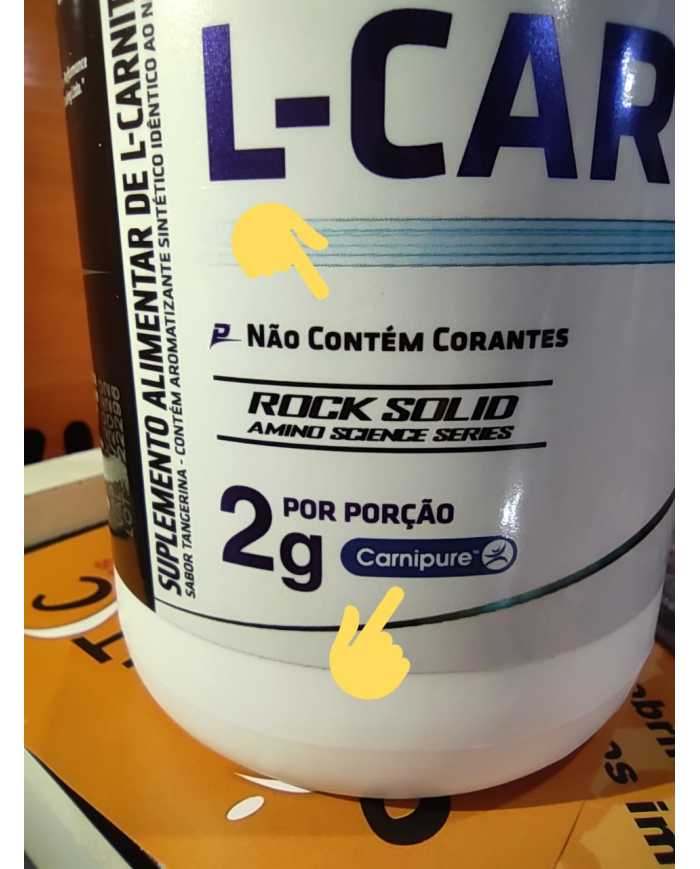 L-CAR
NÃO CONTÉM CORANTES
ROCK SOLID
AMINO SCIENCE SERIES
2g POR PORÇÃO
Carnipure™
SUPLEMENTO ALIMENTAR DE L-CARNIT
SABOR TANGERINA - CONTÉM AROMATIZANTE SINTÉTICO IDÊNTICO AO N